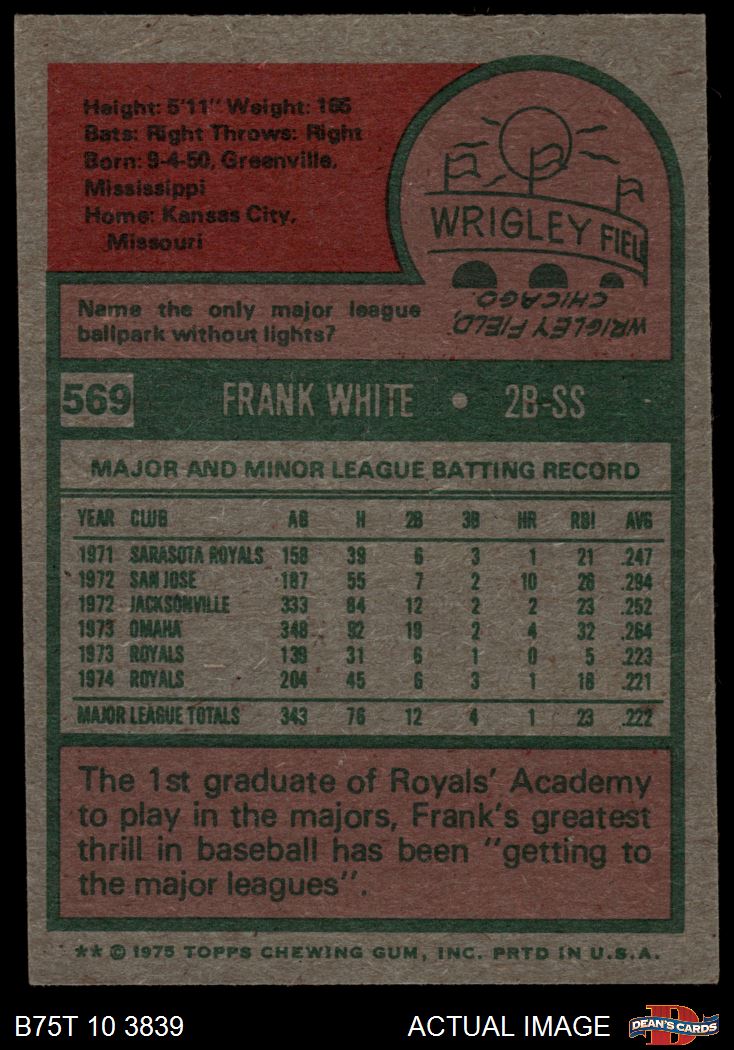 Height: 5'11" Weight: 165
Bats: Right Throws: Right
Born: 9-4-50, Greenville,
Mississippi
Home: Kansas City,
Missouri
WRIGLEY FIEL
WRIGLEY FIELD,
CHICAGO.
Name the only major league
ballpark without lights?
569 FRANK WHITE • 2B-SS
MAJOR AND MINOR LEAGUE BATTING RECORD
YEAR CLUB AB H 2B 3B HR RBI AVG
1971 SARASOTA ROYALS 158 39 6 3 1 21 .247
1972 SAN JOSE 187 55 7 2 10 26 .294
1972 JACKSONVILLE 333 84 12 2 2 23 .252
1973 OMAHA 348 92 19 2 4 32 .264
1973 ROYALS 139 31 6 1 0 5 .223
1974 ROYALS 204 45 6 3 1 18 .221
MAJOR LEAGUE TOTALS 343 76 12 4 1 23 .222
The 1st graduate of Royals' Academy
to play in the majors, Frank's greatest
thrill in baseball has been "getting to
the major leagues".
** © 1975 TOPPS CHEWING GUM, INC. PRTD IN U.S.A.
B75T 10 3839 ACTUAL IMAGE DEAN'S CARDS